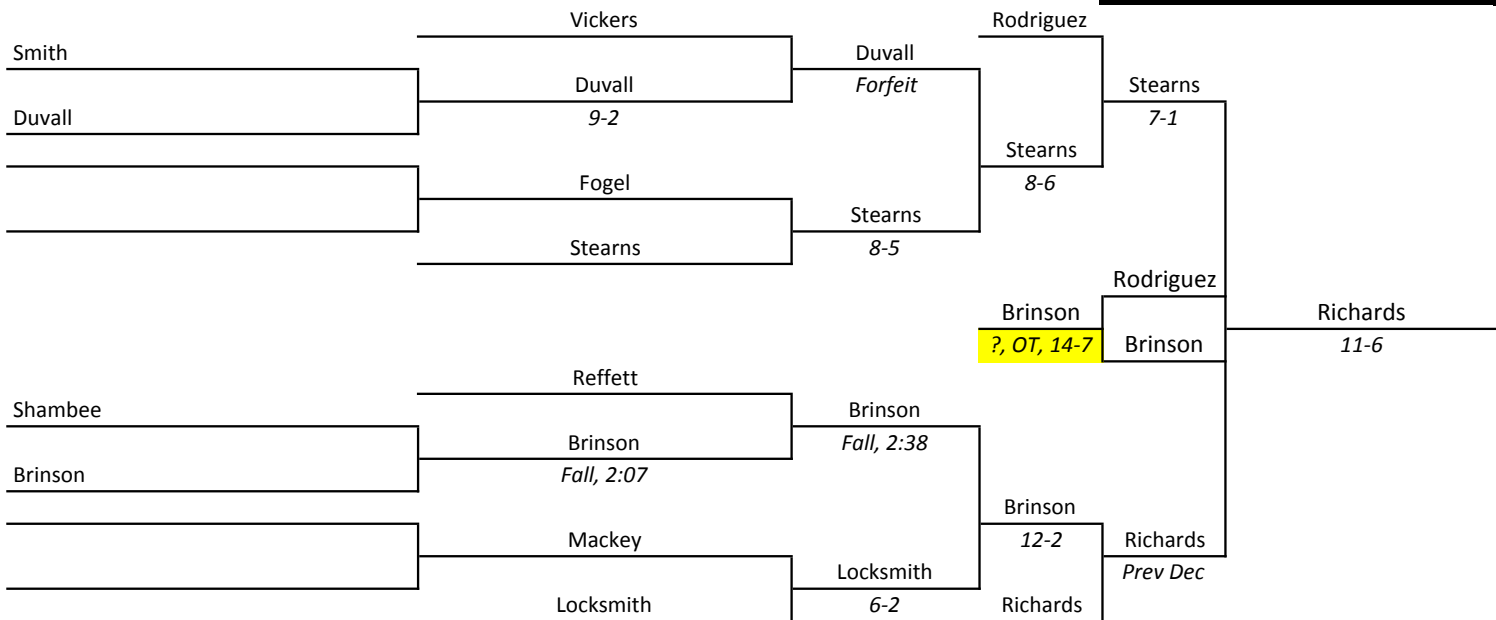 Vickers
Rodriguez
Smith
Duvall
Duvall
Forfeit
Stearns
Duvall
9-2
7-1
Stearns
8-6
Fogel
Stearns
8-5
Stearns
Rodriguez
Brinson
Richards
?, OT, 14-7
Brinson
11-6
Reffett
Shambee
Brinson
Brinson
Fall, 2:38
Brinson
Fall, 2:07
Brinson
12-2
Mackey
Richards
Prev Dec
Locksmith
6-2
Locksmith
Richards